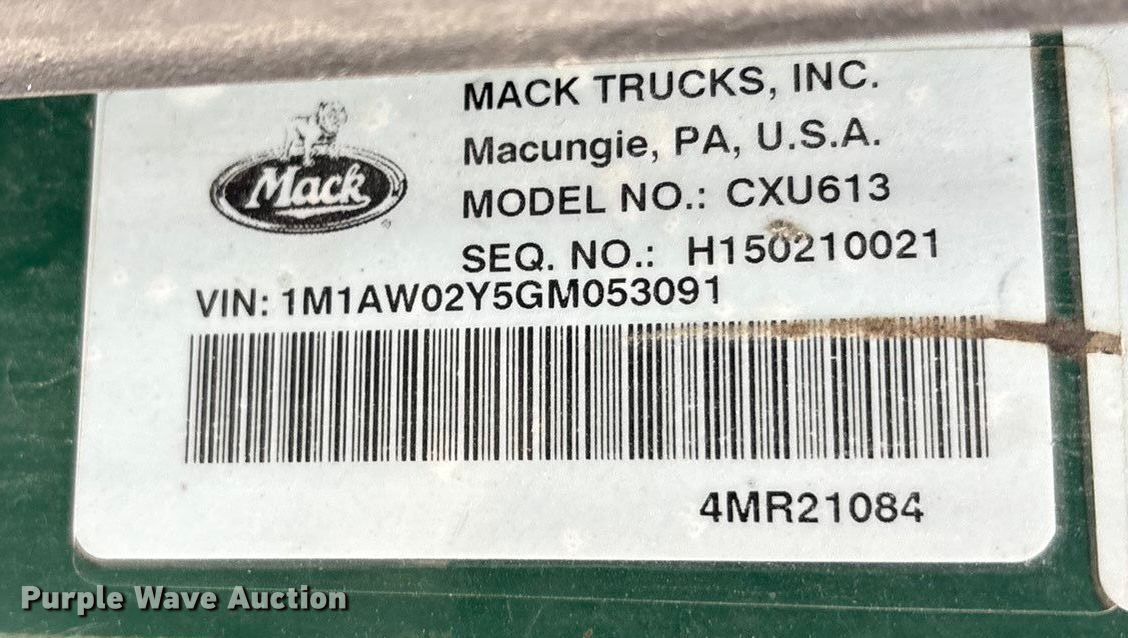 MACK TRUCKS, INC.
Macungie, PA, U.S.A.
Mack
MODEL NO.: CXU613
SEQ. NO.: H150210021
VIN: 1M1AW02Y5GM053091
4MR21084
Purple Wave Auction